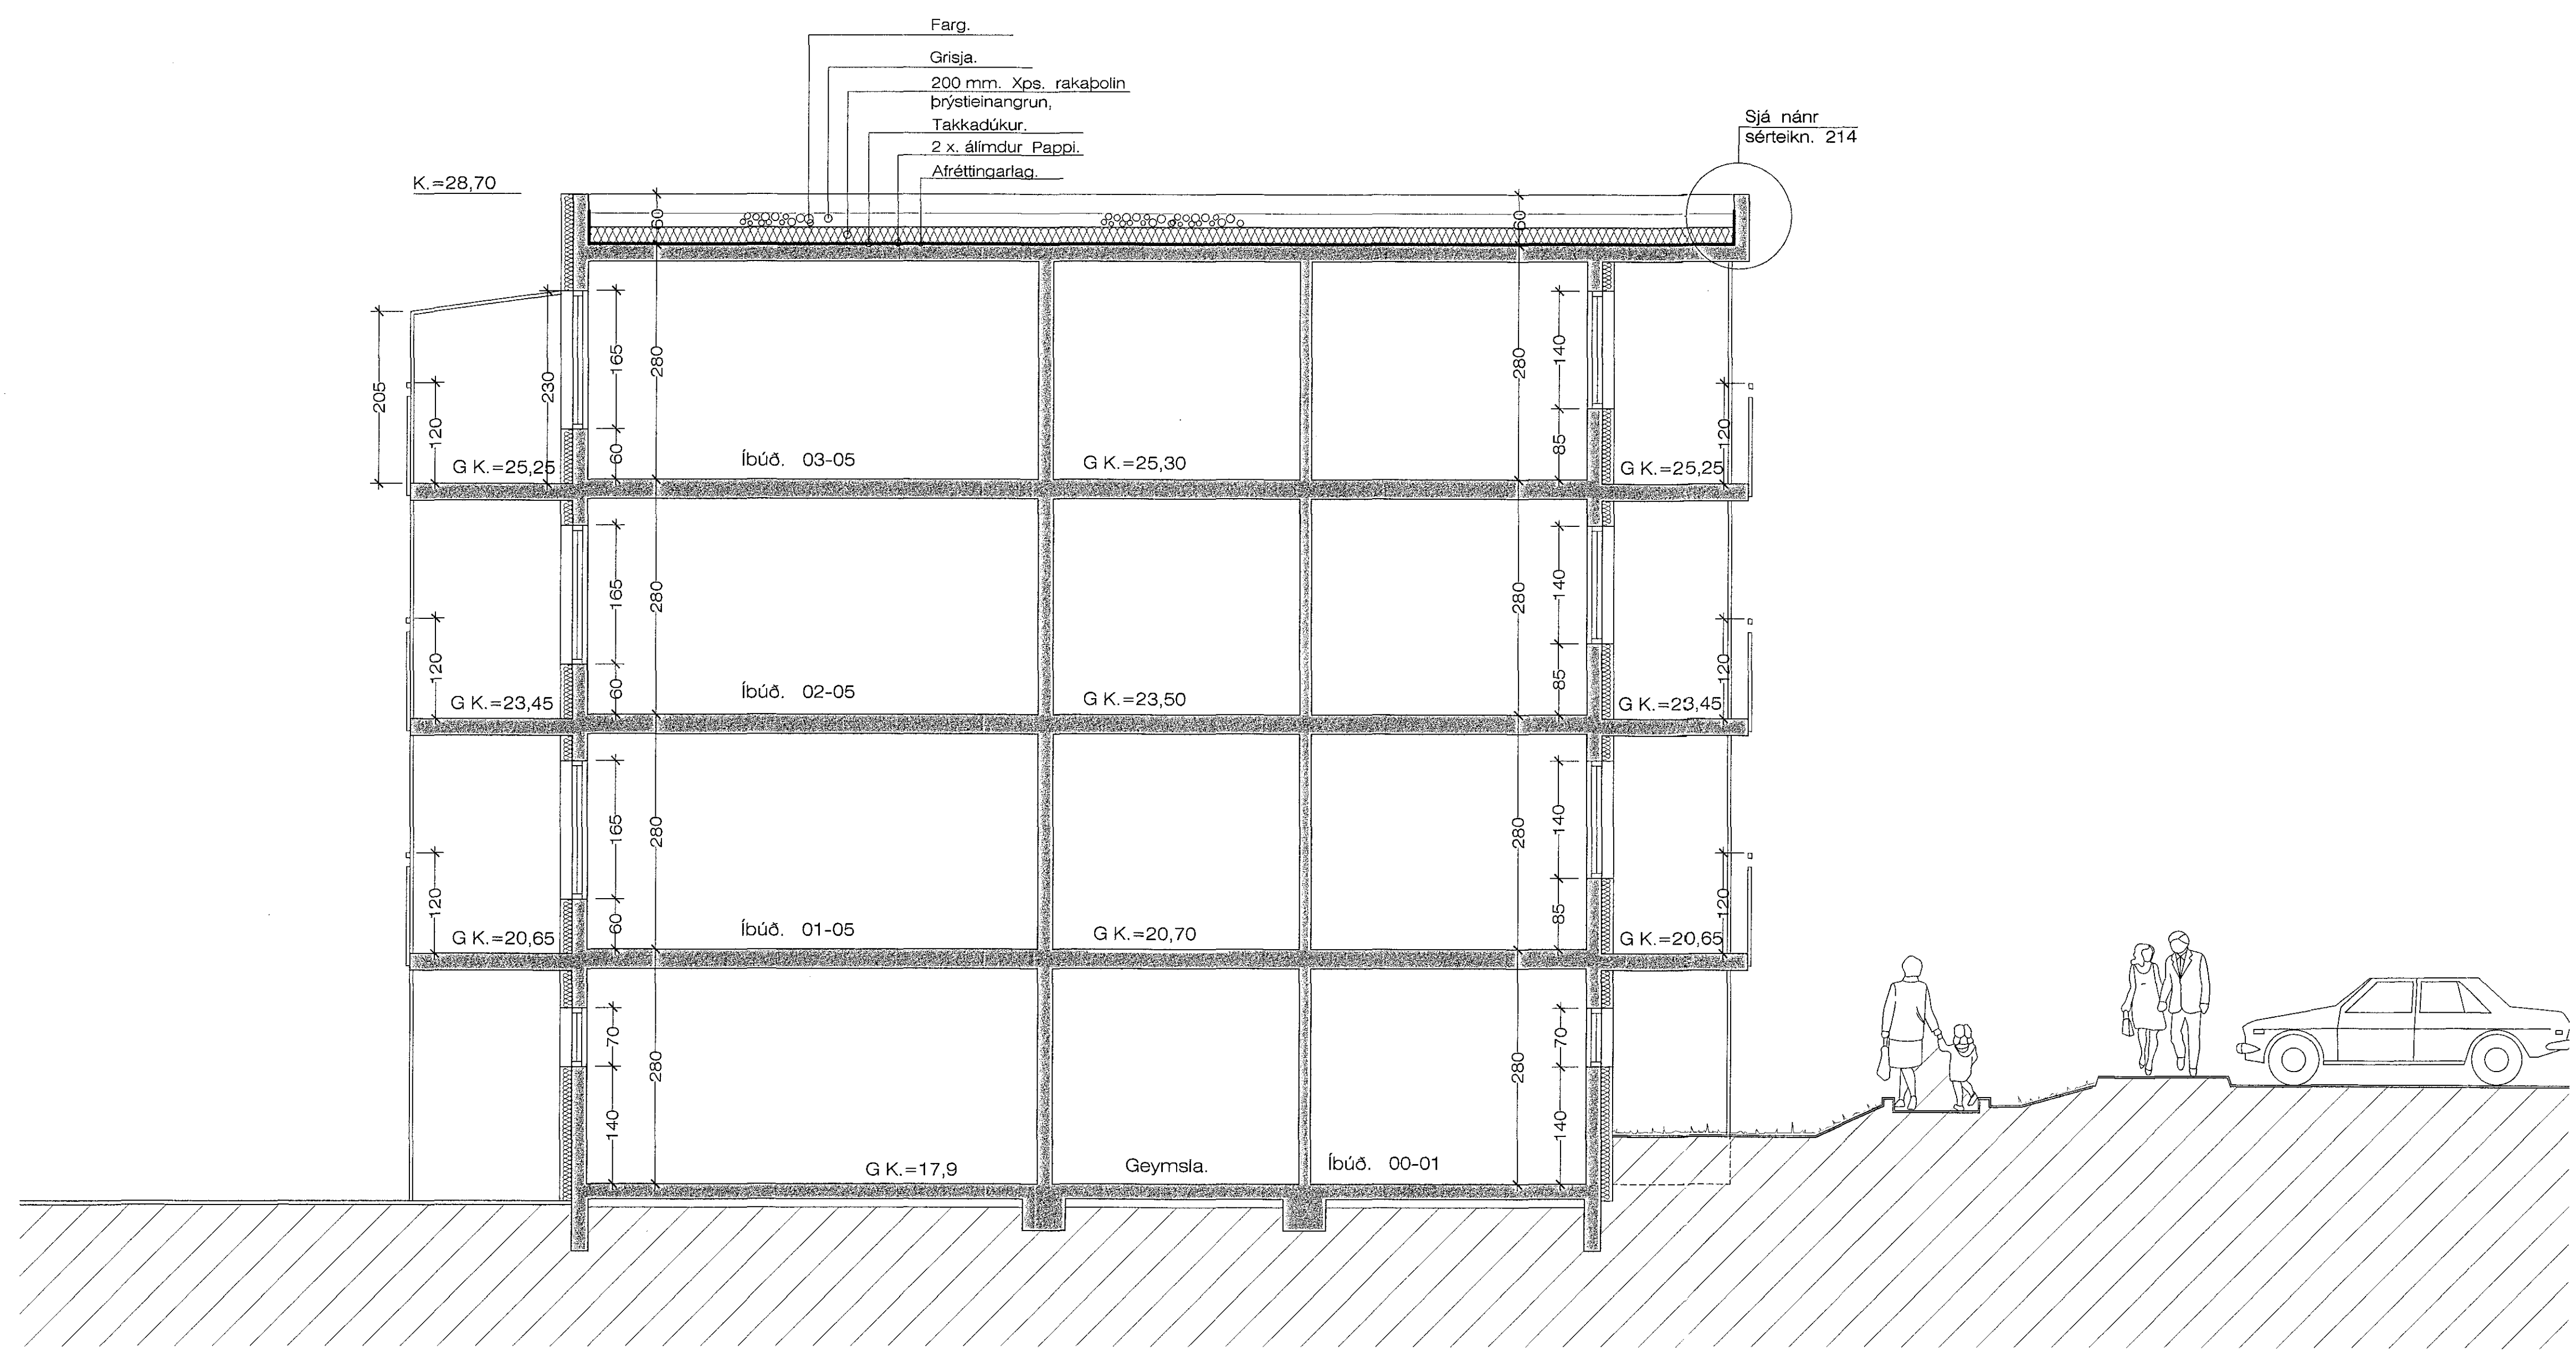 Farg.
Grisja.
200 mm. Xps. rakaþolin
þrýstieinangrun,
Takkadúkur.
2 x. álímdur Pappi.
Afréttingarlag.
Sjá nánr
sérteikn. 214
K.=28,70
60
60
205
120
230
165
60
280
280
140
85
120
G K.=25,25
Íbúð. 03-05
G K.=25,30
G K.=25,25
120
165
60
280
280
140
85
120
G K.=23,45
Íbúð. 02-05
G K.=23,50
G K.=23,45
120
165
60
280
280
140
85
120
G K.=20,65
Íbúð. 01-05
G K.=20,70
G K.=20,65
70
140
280
280
70
140
G K.=17,9
Geymsla.
Íbúð. 00-01